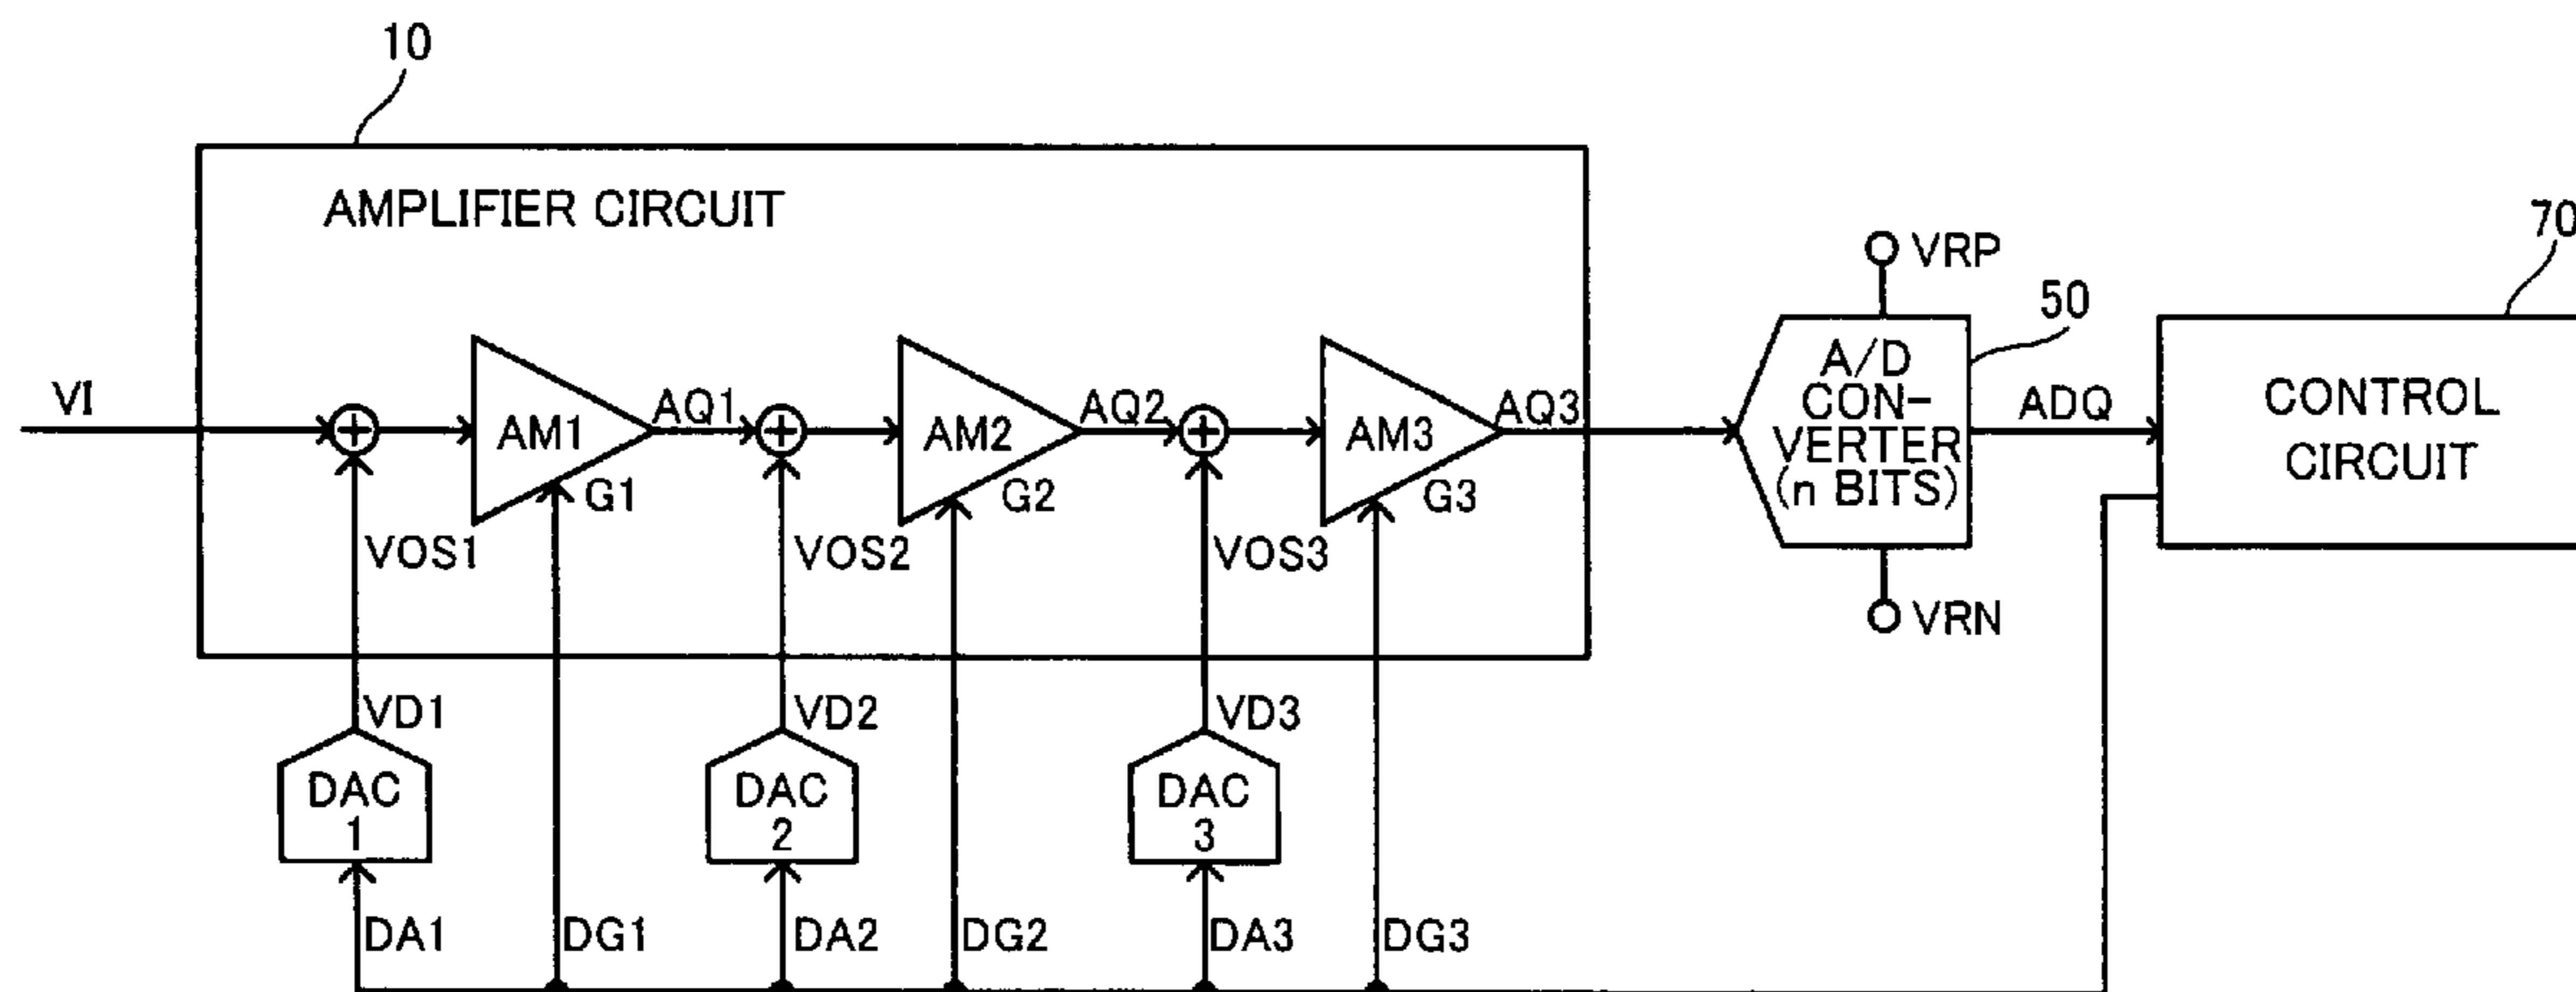 10
AMPLIFIER CIRCUIT
70
VRP
50
A/D
CON-
VERTER
(n BITS)
ADQ
CONTROL
CIRCUIT
VI
AM1
AQ1
AM2
AQ2
AM3
AQ3
G1
G2
G3
VOS1
VOS2
VOS3
VRN
VD1
VD2
VD3
DAC
1
DAC
2
DAC
3
DA1
DG1
DA2
DG2
DA3
DG3